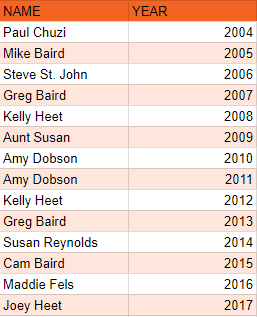 NAME YEAR
Paul Chuzi 2004
Mike Baird 2005
Steve St. John 2006
Greg Baird 2007
Kelly Heet 2008
Aunt Susan 2009
Amy Dobson 2010
Amy Dobson 2011
Kelly Heet 2012
Greg Baird 2013
Susan Reynolds 2014
Cam Baird 2015
Maddie Fels 2016
Joey Heet 2017